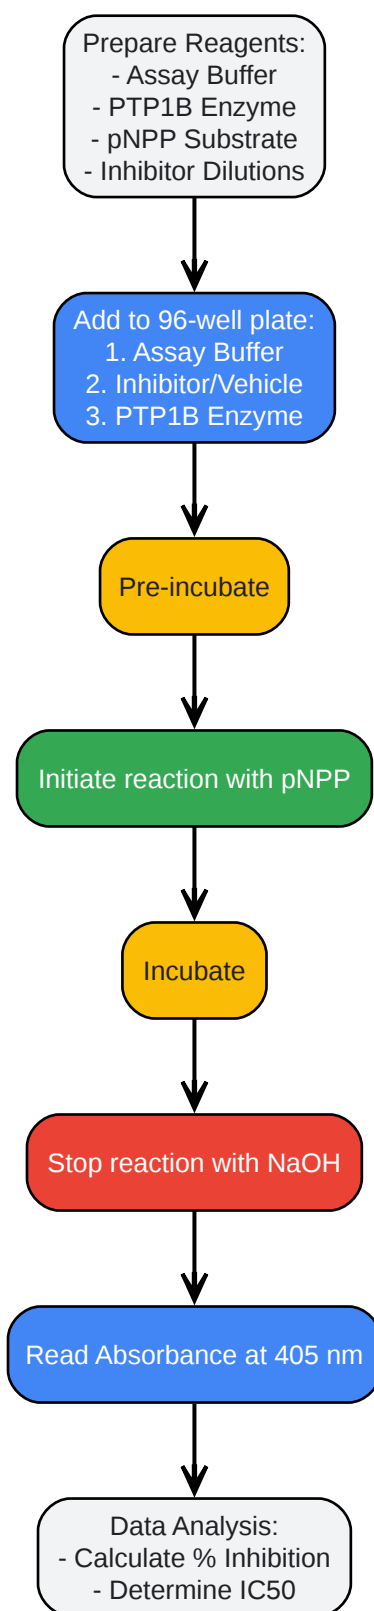 Prepare Reagents:
- Assay Buffer
- PTP1B Enzyme
- pNPP Substrate
- Inhibitor Dilutions
Add to 96-well plate:
1. Assay Buffer
2. Inhibitor/Vehicle
3. PTP1B Enzyme
Pre-incubate
Initiate reaction with pNPP
Incubate
Stop reaction with NaOH
Read Absorbance at 405 nm
Data Analysis:
- Calculate % Inhibition
- Determine IC50